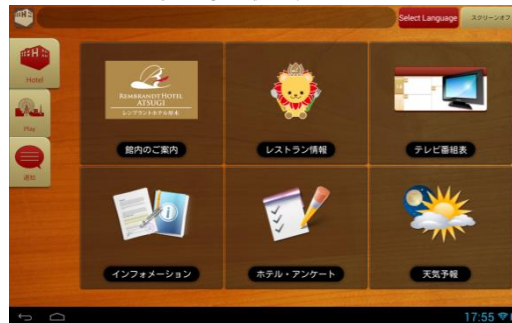 Select Language
スクリーンオフ
Hotel
Play
通知
REMBRANDT HOTEL
ATSUGI
レンブラントホテル厚木
館内のご案内
レストラン情報
テレビ番組表
インフォメーション
ホテル・アンケート
天気予報
17:55